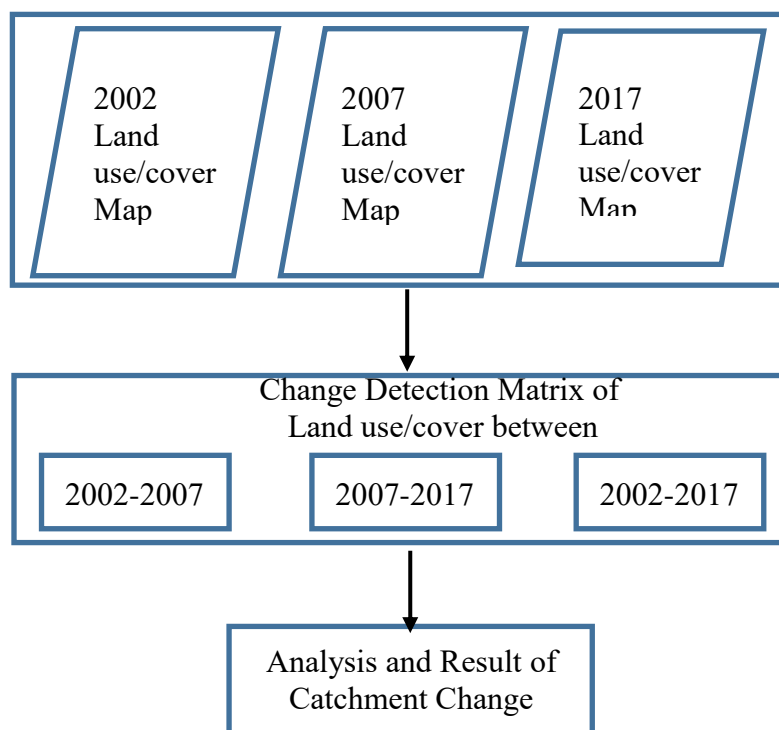 2002
Land
use/cover
Map
2007
Land
use/cover
Map
2017
Land
use/cover
Map
Change Detection Matrix of
Land use/cover between
2002-2007
2007-2017
2002-2017
Analysis and Result of
Catchment Change